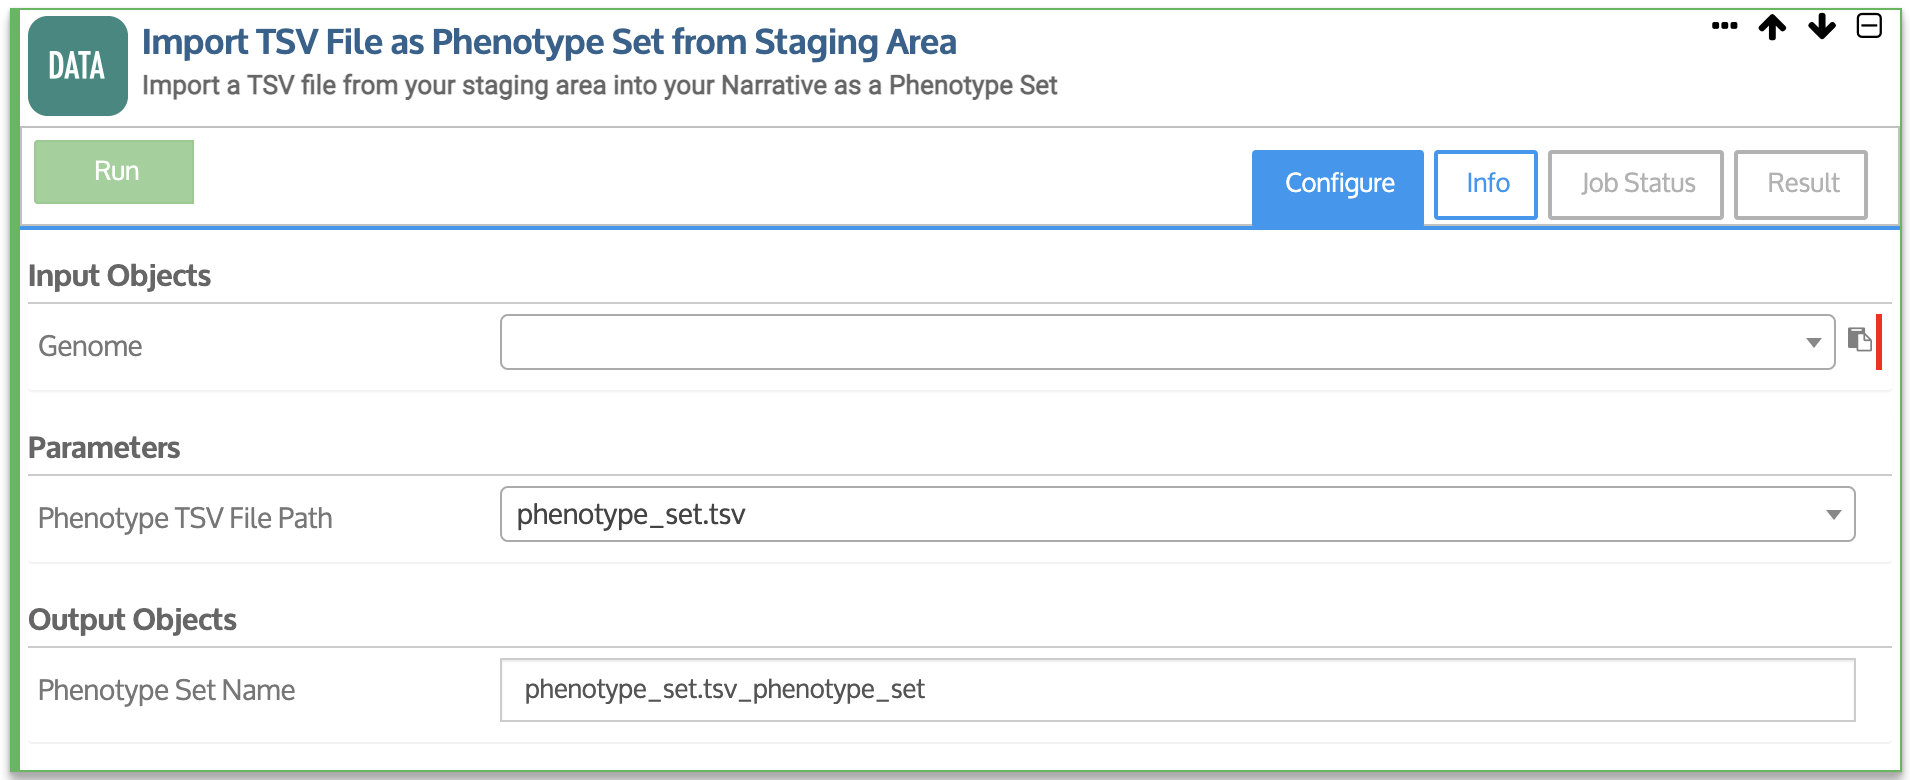 DATA
Import TSV File as Phenotype Set from Staging Area
Import a TSV file from your staging area into your Narrative as a Phenotype Set
Run
Configure
Info
Job Status
Result
Input Objects
Genome
Parameters
Phenotype TSV File Path
phenotype_set.tsv
Output Objects
Phenotype Set Name
phenotype_set.tsv_phenotype_set